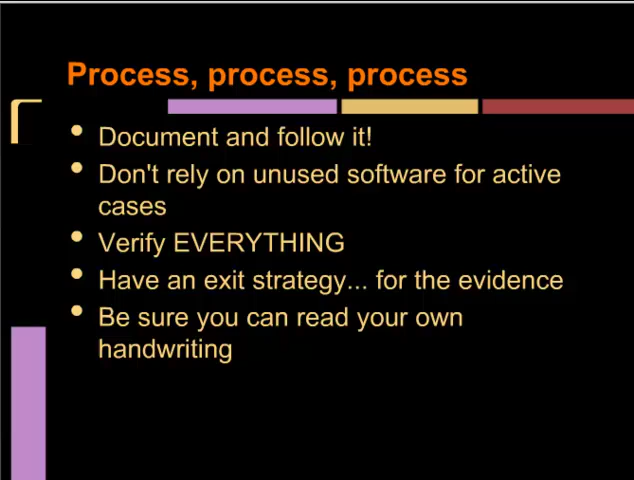 Process, process, process
• Document and follow it!
• Don't rely on unused software for active
cases
• Verify EVERYTHING
• Have an exit strategy... for the evidence
• Be sure you can read your own
handwriting